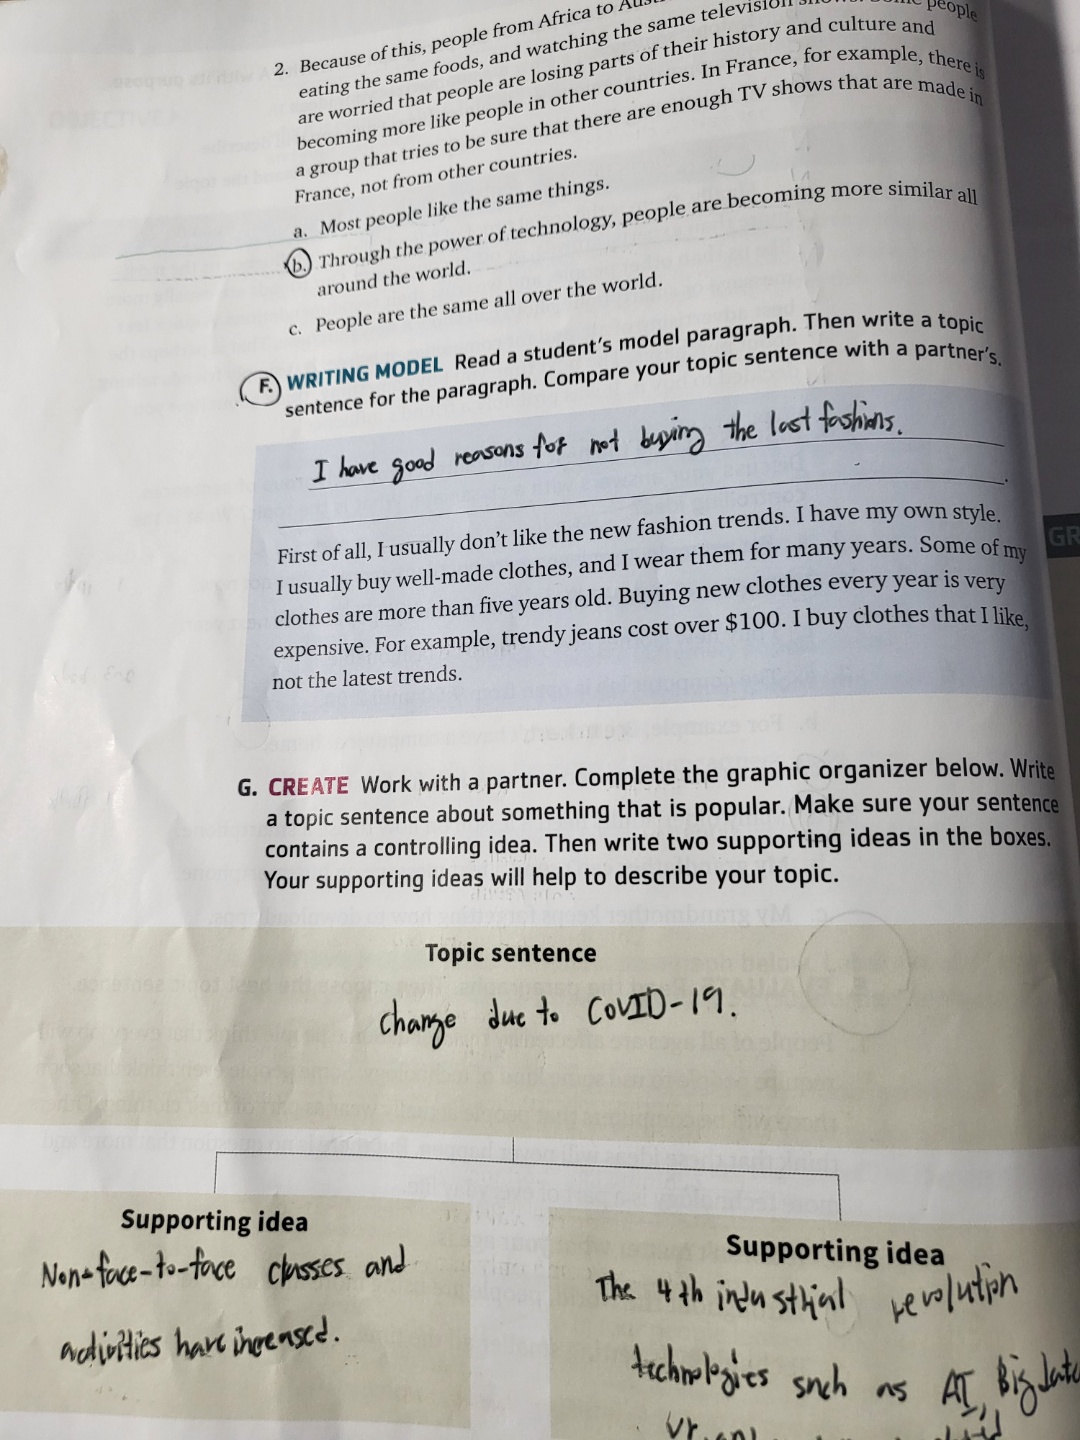 2. Because of this, people from Africa to
eating the same foods, and watching the same television people
are worried that people are losing parts of their history and culture and
becoming more like people in other countries. In France, for example, there is
a group that tries to be sure that there are enough TV shows that are made in
France, not from other countries.
a. Most people like the same things.
b. Through the power of technology, people are becoming more similar all
around the world.
c. People are the same all over the world.
F. WRITING MODEL Read a student's model paragraph. Then write a topic
sentence for the paragraph. Compare your topic sentence with a partner's.
I have good reasons for not buying the last fashions.
First of all, I usually don't like the new fashion trends. I have my own style.
I usually buy well-made clothes, and I wear them for many years. Some of my
clothes are more than five years old. Buying new clothes every year is very
expensive. For example, trendy jeans cost over $100. I buy clothes that I like,
not the latest trends.
GR
G. CREATE Work with a partner. Complete the graphic organizer below. Write
a topic sentence about something that is popular. Make sure your sentence
contains a controlling idea. Then write two supporting ideas in the boxes.
Your supporting ideas will help to describe your topic.
Topic sentence
change due to COVID-19.
Supporting idea
Non-face-to-face classes and
activities have increased.
Supporting idea
The 4th industrial revolution
technologies such as AI, Big